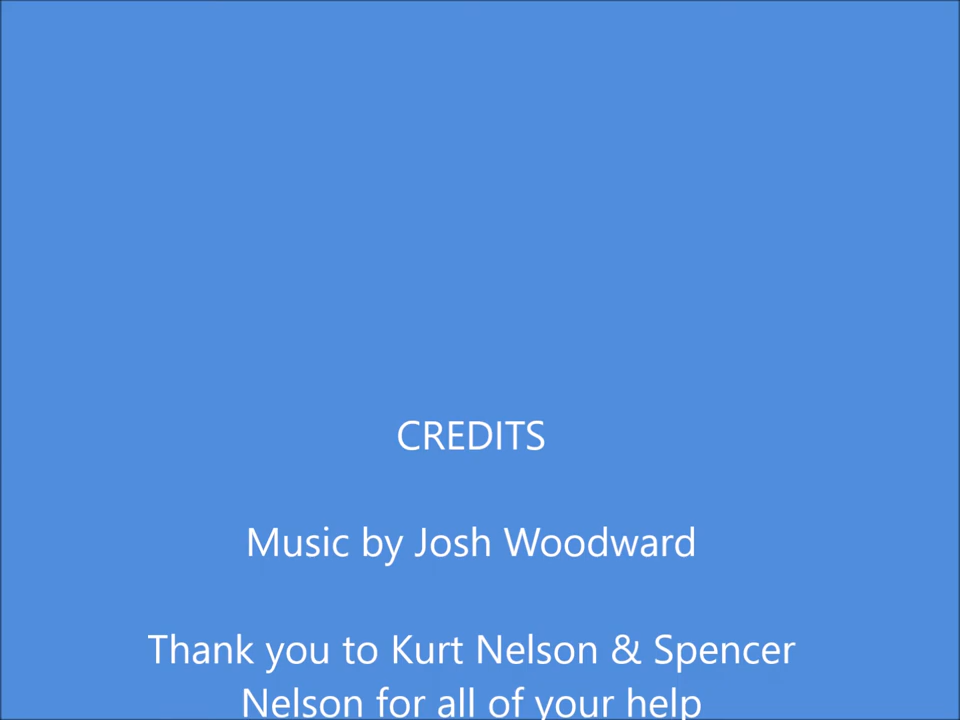 CREDITS
Music by Josh Woodward
Thank you to Kurt Nelson & Spencer
Nelson for all of your help